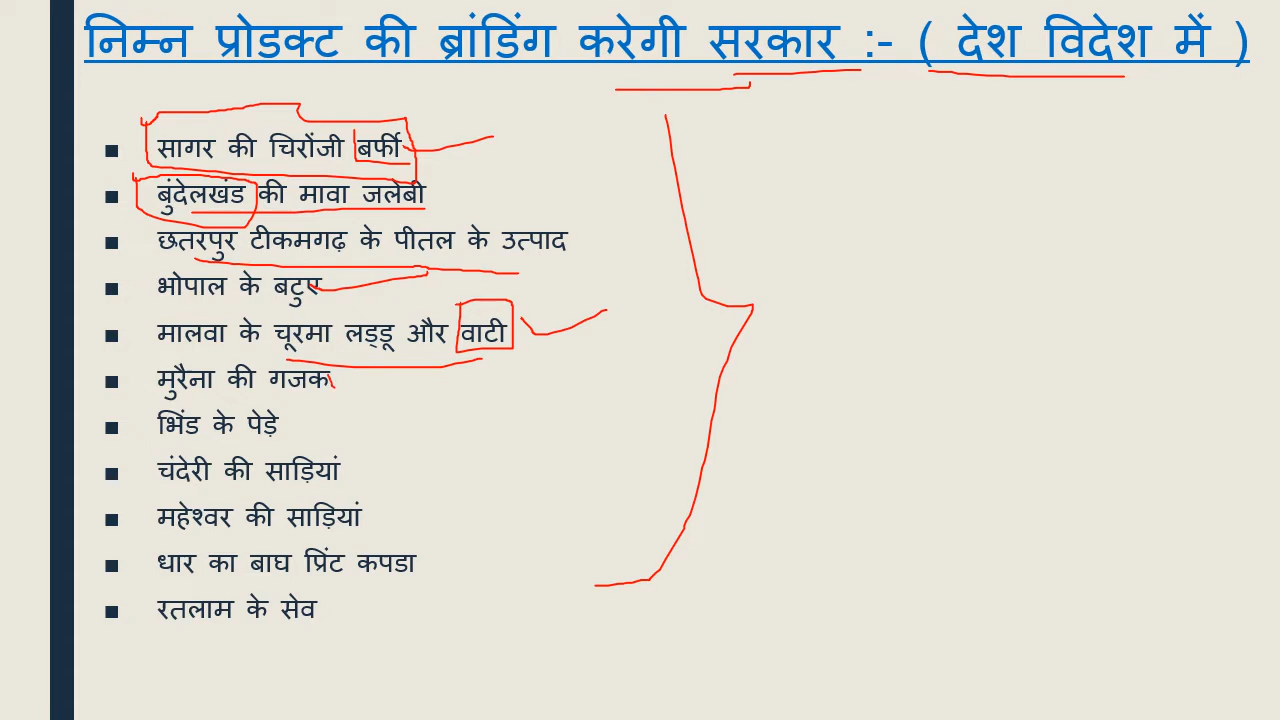 निम्न प्रोडक्ट की ब्रांडिंग करेगी सरकार :- ( देश विदेश में )
■ सागर की चिरोंजी बर्फी
■ बुंदेलखंड की मावा जलेबी
■ छतरपुर टीकमगढ़ के पीतल के उत्पाद
■ भोपाल के बटुए
■ मालवा के चूरमा लड्डू और वाटी
■ मुरैना की गजक
■ भिंड के पेड़े
■ चंदेरी की साड़ियां
■ महेश्वर की साड़ियां
■ धार का बाघ प्रिंट कपडा
■ रतलाम के सेव